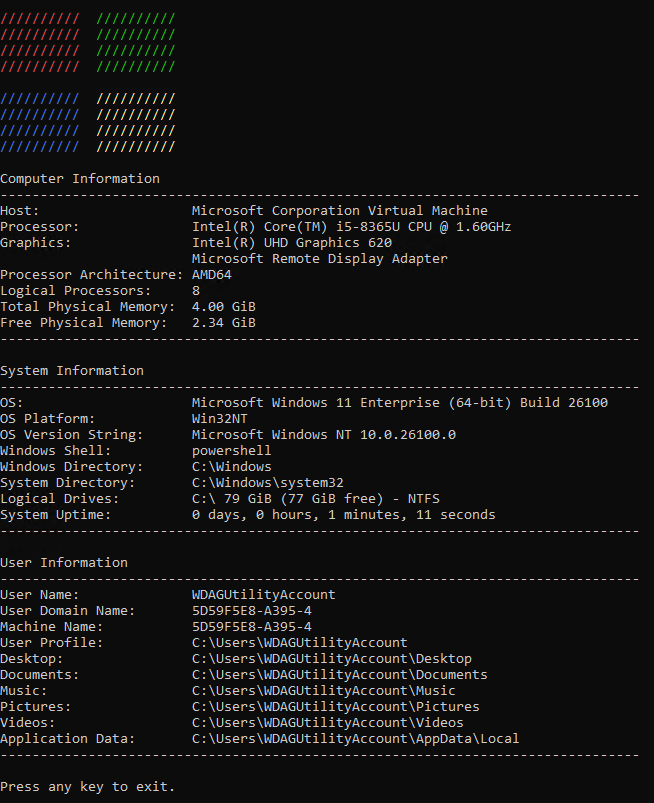 //////////  //////////
//////////  //////////
//////////  //////////
//////////  //////////
//////////  //////////
//////////  //////////
//////////  //////////
//////////  //////////
Computer Information
--------------------------------------------------------------------------------
Host:                   Microsoft Corporation Virtual Machine
Processor:              Intel(R) Core(TM) i5-8365U CPU @ 1.60GHz
Graphics:               Intel(R) UHD Graphics 620
                        Microsoft Remote Display Adapter
Processor Architecture: AMD64
Logical Processors:     8
Total Physical Memory:  4.00 GiB
Free Physical Memory:   2.34 GiB
--------------------------------------------------------------------------------
System Information
--------------------------------------------------------------------------------
OS:                     Microsoft Windows 11 Enterprise (64-bit) Build 26100
OS Platform:            Win32NT
OS Version String:      Microsoft Windows NT 10.0.26100.0
Windows Shell:          powershell
Windows Directory:      C:\Windows
System Directory:       C:\Windows\system32
Logical Drives:         C:\ 79 GiB (77 GiB free) - NTFS
System Uptime:          0 days, 0 hours, 1 minutes, 11 seconds
--------------------------------------------------------------------------------
User Information
--------------------------------------------------------------------------------
User Name:              WDAGUtilityAccount
User Domain Name:       5D59F5E8-A395-4
Machine Name:           5D59F5E8-A395-4
User Profile:           C:\Users\WDAGUtilityAccount
Desktop:                C:\Users\WDAGUtilityAccount\Desktop
Documents:              C:\Users\WDAGUtilityAccount\Documents
Music:                  C:\Users\WDAGUtilityAccount\Music
Pictures:               C:\Users\WDAGUtilityAccount\Pictures
Videos:                 C:\Users\WDAGUtilityAccount\Videos
Application Data:       C:\Users\WDAGUtilityAccount\AppData\Local
--------------------------------------------------------------------------------
Press any key to exit.